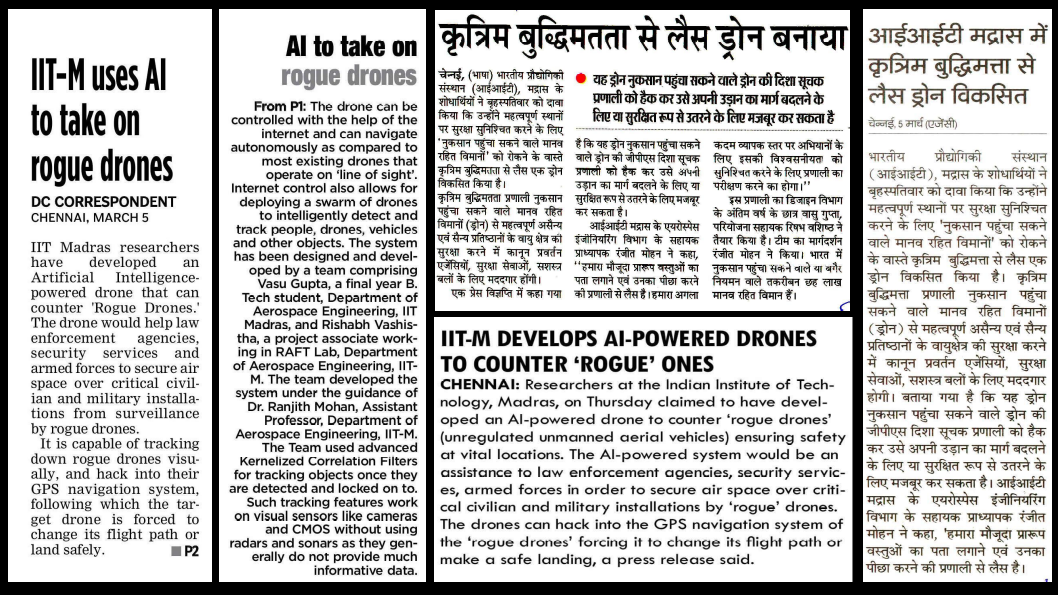 IIT-M uses AI
to take on
rogue drones
DC CORRESPONDENT
CHENNAI, MARCH 5
IIT Madras researchers
have developed an
Artificial Intelligence-
powered drone that can
counter 'Rogue Drones.'
The drone would help law
enforcement agencies,
security services and
armed forces to secure air
space over critical civil-
ian and military installa-
tions from surveillance
by rogue drones.
It is capable of tracking
down rogue drones visu-
ally, and hack into their
GPS navigation system,
following which the tar-
get drone is forced to
change its flight path or
land safely.
P2
AI to take on
rogue drones
From P1: The drone can be
controlled with the help of the
internet and can navigate
autonomously as compared to
most existing drones that
operate on 'line of sight'.
Internet control also allows for
deploying a swarm of drones
to intelligently detect and
track people, drones, vehicles
and other objects. The system
has been designed and devel-
oped by a team comprising
Vasu Gupta, a final year B.
Tech student, Department of
Aerospace Engineering, IIT
Madras, and Rishabh Vashis-
tha, a project associate work-
ing in RAFT Lab, Department
of Aerospace Engineering, IIT-
M. The team developed the
system under the guidance of
Dr. Ranjith Mohan, Assistant
Professor, Department of
Aerospace Engineering, IIT-M.
The Team used advanced
Kernelized Correlation Filters
for tracking objects once they
are detected and locked on to.
Such tracking features work
on visual sensors like cameras
and CMOS without using
radars and sonars as they gen-
erally do not provide much
informative data.
कृत्रिम बुद्धिमतता से लैस ड्रोन बनाया
चेन्नई, (भाषा) भारतीय प्रौद्योगिकी
संस्थान (आईआईटी), मद्रास के
शोधार्थियों ने बृहस्पतिवार को दावा
किया कि उन्होंने महत्वपूर्ण स्थानों
पर सुरक्षा सुनिश्चित करने के लिए
'नुकसान पहुंचा सकने वाले मानव
रहित विमानों' को रोकने के वास्ते
कृत्रिम बुद्धिमत्ता से लैस एक ड्रोन
विकसित किया है।
कृत्रिम बुद्धिमत्ता प्रणाली नुकसान
पहुंचा सकने वाले मानव रहित
विमानों (ड्रोन) से महत्वपूर्ण असैन्य
एवं सैन्य प्रतिष्ठानों के वायु क्षेत्र की
सुरक्षा करने में कानून प्रवर्तन
एजेंसियों, सुरक्षा सेवाओं, सशस्त्र
बलों के लिए मददगार होंगी।
एक प्रेस विज्ञप्ति में कहा गया
यह ड्रोन नुकसान पहुंचा सकने वाले ड्रोन की दिशा सूचक
प्रणाली को हैक कर उसे अपनी उड़ान का मार्ग बदलने के
लिए या सुरक्षित रूप से उतरने के लिए मजबूर कर सकता है
है कि यह ड्रोन नुकसान पहुंचा सकने
वाले ड्रोन की जीपीएस दिशा सूचक
प्रणाली को हैक कर उसे अपनी
उड़ान का मार्ग बदलने के लिए या
सुरक्षित रूप से उतरने के लिए मजबूर
कर सकता है।
आईआईटी मद्रास के एयरोस्पेस
इंजीनियरिंग विभाग के सहायक
प्राध्यापक रंजीत मोहन ने कहा,
''हमारा मौजूदा प्रारूप वस्तुओं का
पता लगाने एवं उनका पीछा करने
की प्रणाली से लैस है।हमारा अगला
कदम व्यापक स्तर पर अभियानों के
लिए इसकी विश्वसनीयता को
सुनिश्चित करने के लिए प्रणाली का
परीक्षण करने का होगा।''
इस प्रणाली का डिजाइन विभाग
के अंतिम वर्ष के छात्र वासु गुप्ता,
परियोजना सहायक रिषभ वशिष्ठ ने
तैयार किया है। टीम का मार्गदर्शन
रंजीत मोहन ने किया। भारत में
नुकसान पहुंचा सकने वाले या बगैर
नियमन वाले तकरीबन छह लाख
मानव रहित विमान हैं।
IIT-M DEVELOPS AI-POWERED DRONES
TO COUNTER 'ROGUE' ONES
CHENNAI: Researchers at the Indian Institute of Tech-
nology, Madras, on Thursday claimed to have devel-
oped an AI-powered drone to counter 'rogue drones'
(unregulated unmanned aerial vehicles) ensuring safety
at vital locations. The AI-powered system would be an
assistance to law enforcement agencies, security servic-
es, armed forces in order to secure air space over criti-
cal civilian and military installations by 'rogue' drones.
The drones can hack into the GPS navigation system of
the 'rogue drones' forcing it to change its flight path or
make a safe landing, a press release said.
आईआईटी मद्रास में
कृत्रिम बुद्धिमत्ता से
लैस ड्रोन विकसित
चेन्नई, 5 मार्च (एजेंसी)
भारतीय प्रौद्योगिकी संस्थान
(आईआईटी), मद्रास के शोधार्थियों ने
बृहस्पतिवार को दावा किया कि उन्होंने
महत्वपूर्ण स्थानों पर सुरक्षा सुनिश्चित
करने के लिए 'नुकसान पहुंचा सकने
वाले मानव रहित विमानों' को रोकने
के वास्ते कृत्रिम बुद्धिमत्ता से लैस एक
ड्रोन विकसित किया है। कृत्रिम
बुद्धिमत्ता प्रणाली नुकसान पहुंचा
सकने वाले मानव रहित विमानों
(ड्रोन) से महत्वपूर्ण असैन्य एवं सैन्य
प्रतिष्ठानों के वायुक्षेत्र की सुरक्षा करने
में कानून प्रवर्तन एजेंसियों, सुरक्षा
सेवाओं, सशस्त्र बलों के लिए मददगार
होगी। बताया गया है कि यह ड्रोन
नुकसान पहुंचा सकने वाले ड्रोन की
जीपीएस दिशा सूचक प्रणाली को हैक
कर उसे अपनी उड़ान का मार्ग बदलने
के लिए या सुरक्षित रूप से उतरने के
लिए मजबूर कर सकता है। आईआईटी
मद्रास के एयरोस्पेस इंजीनियरिंग
विभाग के सहायक प्राध्यापक रंजीत
मोहन ने कहा, 'हमारा मौजूदा प्रारूप
वस्तुओं का पता लगाने एवं उनका
पीछा करने की प्रणाली से लैस है।